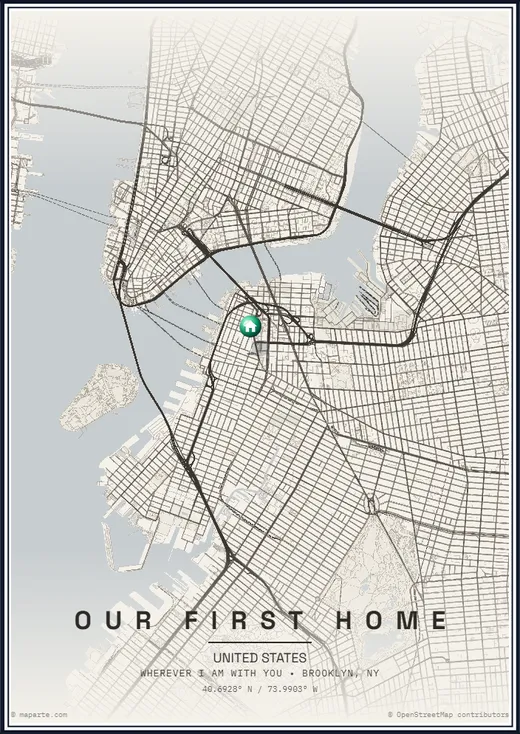 OUR FIRST HOME
UNITED STATES
WHEREVER I AM WITH YOU • BROOKLYN, NY
40.6928° N / 73.9903° W
© maparte.com
© OpenStreetMap contributors